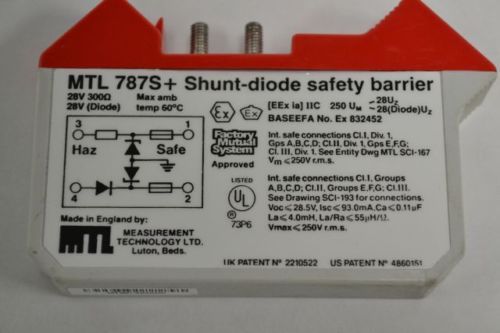 MTL 787S+ Shunt-diode safety barrier
28V 300Ω Max amb
28V (Diode) temp 60°C
[EEx ia] IIC 250 UM ~28Uz
~28(Diode)Uz
BASEEFA No. Ex 832452
3 1
Haz Safe
4 2
Factory
Mutual
System
Approved
Int. safe connections Cl.I, Div. 1,
Gps A,B,C,D; Cl.II, Div. 1, Gps E,F,G;
Cl. III, Div. 1. See Entity Dwg MTL SCI-167
Vm ⩽ 250V r.m.s.
LISTED
UL
73P6
Int. safe connections Cl.I, Groups
A,B,C,D; Cl.II, Groups E,F,G; Cl.III.
See Drawing SCI-193 for connections.
Voc = 28.5V, Isc = 93.0mA, Ca = 0.11uF
La ⩽ 4.0mH, La/Ra ⩽ 55µH/Ω.
Vmax ⩽ 250V r.m.s.
Made in England by:
MTL
MEASUREMENT
TECHNOLOGY LTD.
Luton, Beds.
UK PATENT Nº 2210522 US PATENT Nº 4860151